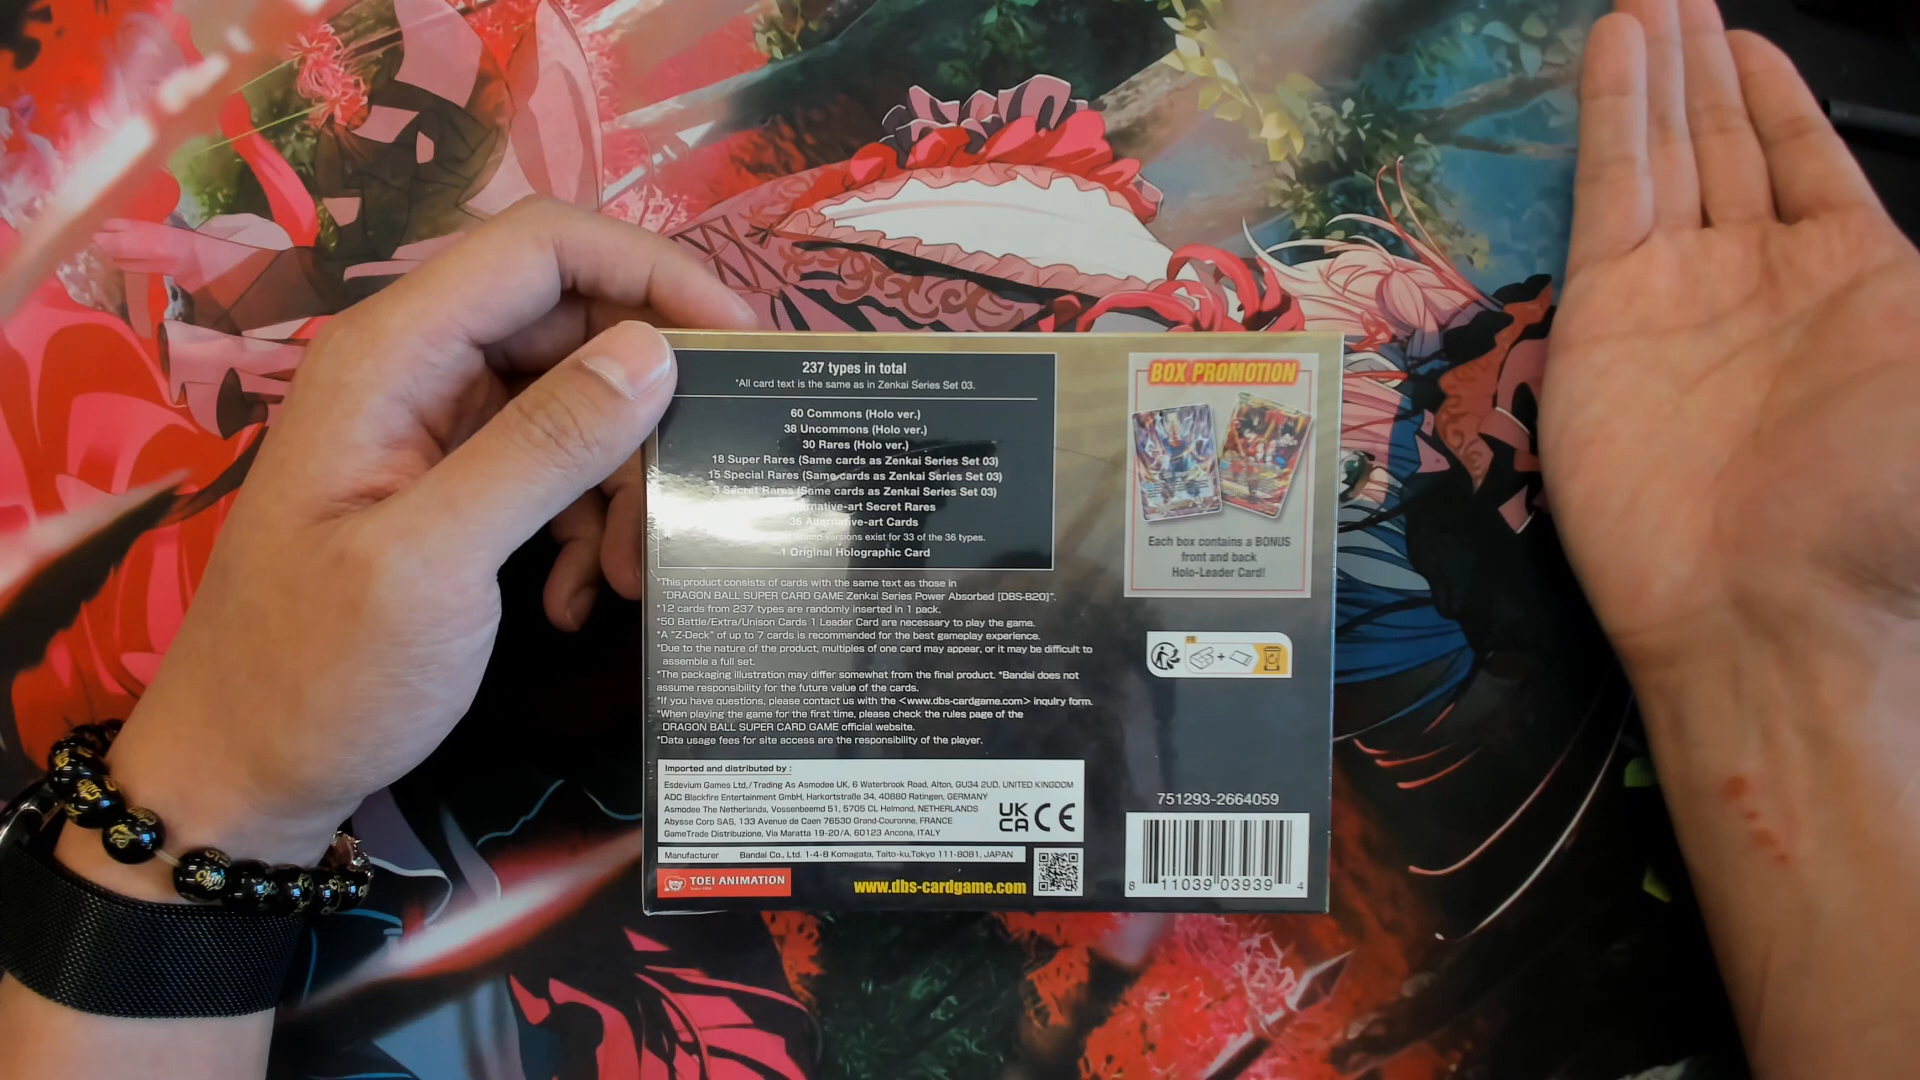 237 types in total
*All card text is the same as in Zenkai Series Set 03.
60 Commons (Holo ver.)
38 Uncommons (Holo ver.)
30 Rares (Holo ver.)
18 Super Rares (Same cards as Zenkai Series Set 03)
15 Special Rares (Same cards as Zenkai Series Set 03)
3 Secret Rares (Same cards as Zenkai Series Set 03)
Secret Rares
36 Alternative-art Cards
versions exist for 33 of the 36 types.
1 Original Holographic Card
*This product consists of cards with the same text as those in
"DRAGON BALL SUPER CARD GAME Zenkai Series Power Absorbed [DBS-B20]".
*12 cards from 237 types are randomly inserted in 1 pack.
*50 Battle/Extra/Unison Cards 1 Leader Card are necessary to play the game.
*A "Z-Deck" of up to 7 cards is recommended for the best gameplay experience.
*Due to the nature of the product, multiples of one card may appear, or it may be difficult to
assemble a full set.
*The packaging illustration may differ somewhat from the final product. *Bandai does not
assume responsibility for the future value of the cards.
*If you have questions, please contact us with the <www.dbs-cardgame.com> inquiry form.
*When playing the game for the first time, please check the rules page of the
DRAGON BALL SUPER CARD GAME official website.
*Data usage fees for site access are the responsibility of the player.
Imported and distributed by :
Esdevium Games Ltd,/Trading As Asmodee UK, 6 Waterbrook Road, Alton, GU34 2UD, UNITED KINGDOM
ADC Blackfire Entertainment GmbH, Harkortstraße 34, 40880 Ratingen, GERMANY
Asmodee The Netherlands, Vossenbeemd 51, 5705 CL Helmond, NETHERLANDS
Abysse Corp SAS, 133 Avenue de Caen 76530 Grand-Couronne, FRANCE
GameTrade Distribuzione, Via Maratta 19-20/A, 60123 Ancona, ITALY
UK
CA CE
Manufacturer Bandai Co., Ltd. 1-4-8 Komagata, Taito-ku,Tokyo 111-8081, JAPAN
TOEI ANIMATION
www.dbs-cardgame.com
BOX PROMOTION
Each box contains a BONUS
front and back
Holo-Leader Card!
FR
751293-2664059
8 11039 03939 4